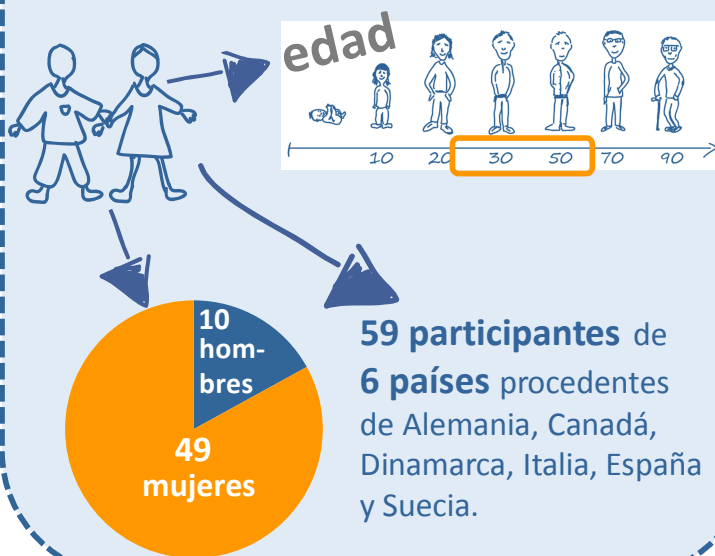 edad
10 20 30 50 70 90
10
hom-
bres
49
mujeres
59 participantes de
6 países procedentes
de Alemania, Canadá,
Dinamarca, Italia, España
y Suecia.